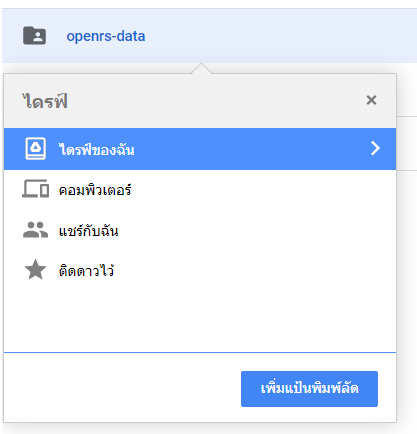 openrs-data
ไดรฟ์
ไดรฟ์ของฉัน
คอมพิวเตอร์
แชร์กับฉัน
ติดดาวไว้
เพิ่มแป้นพิมพ์ลัด